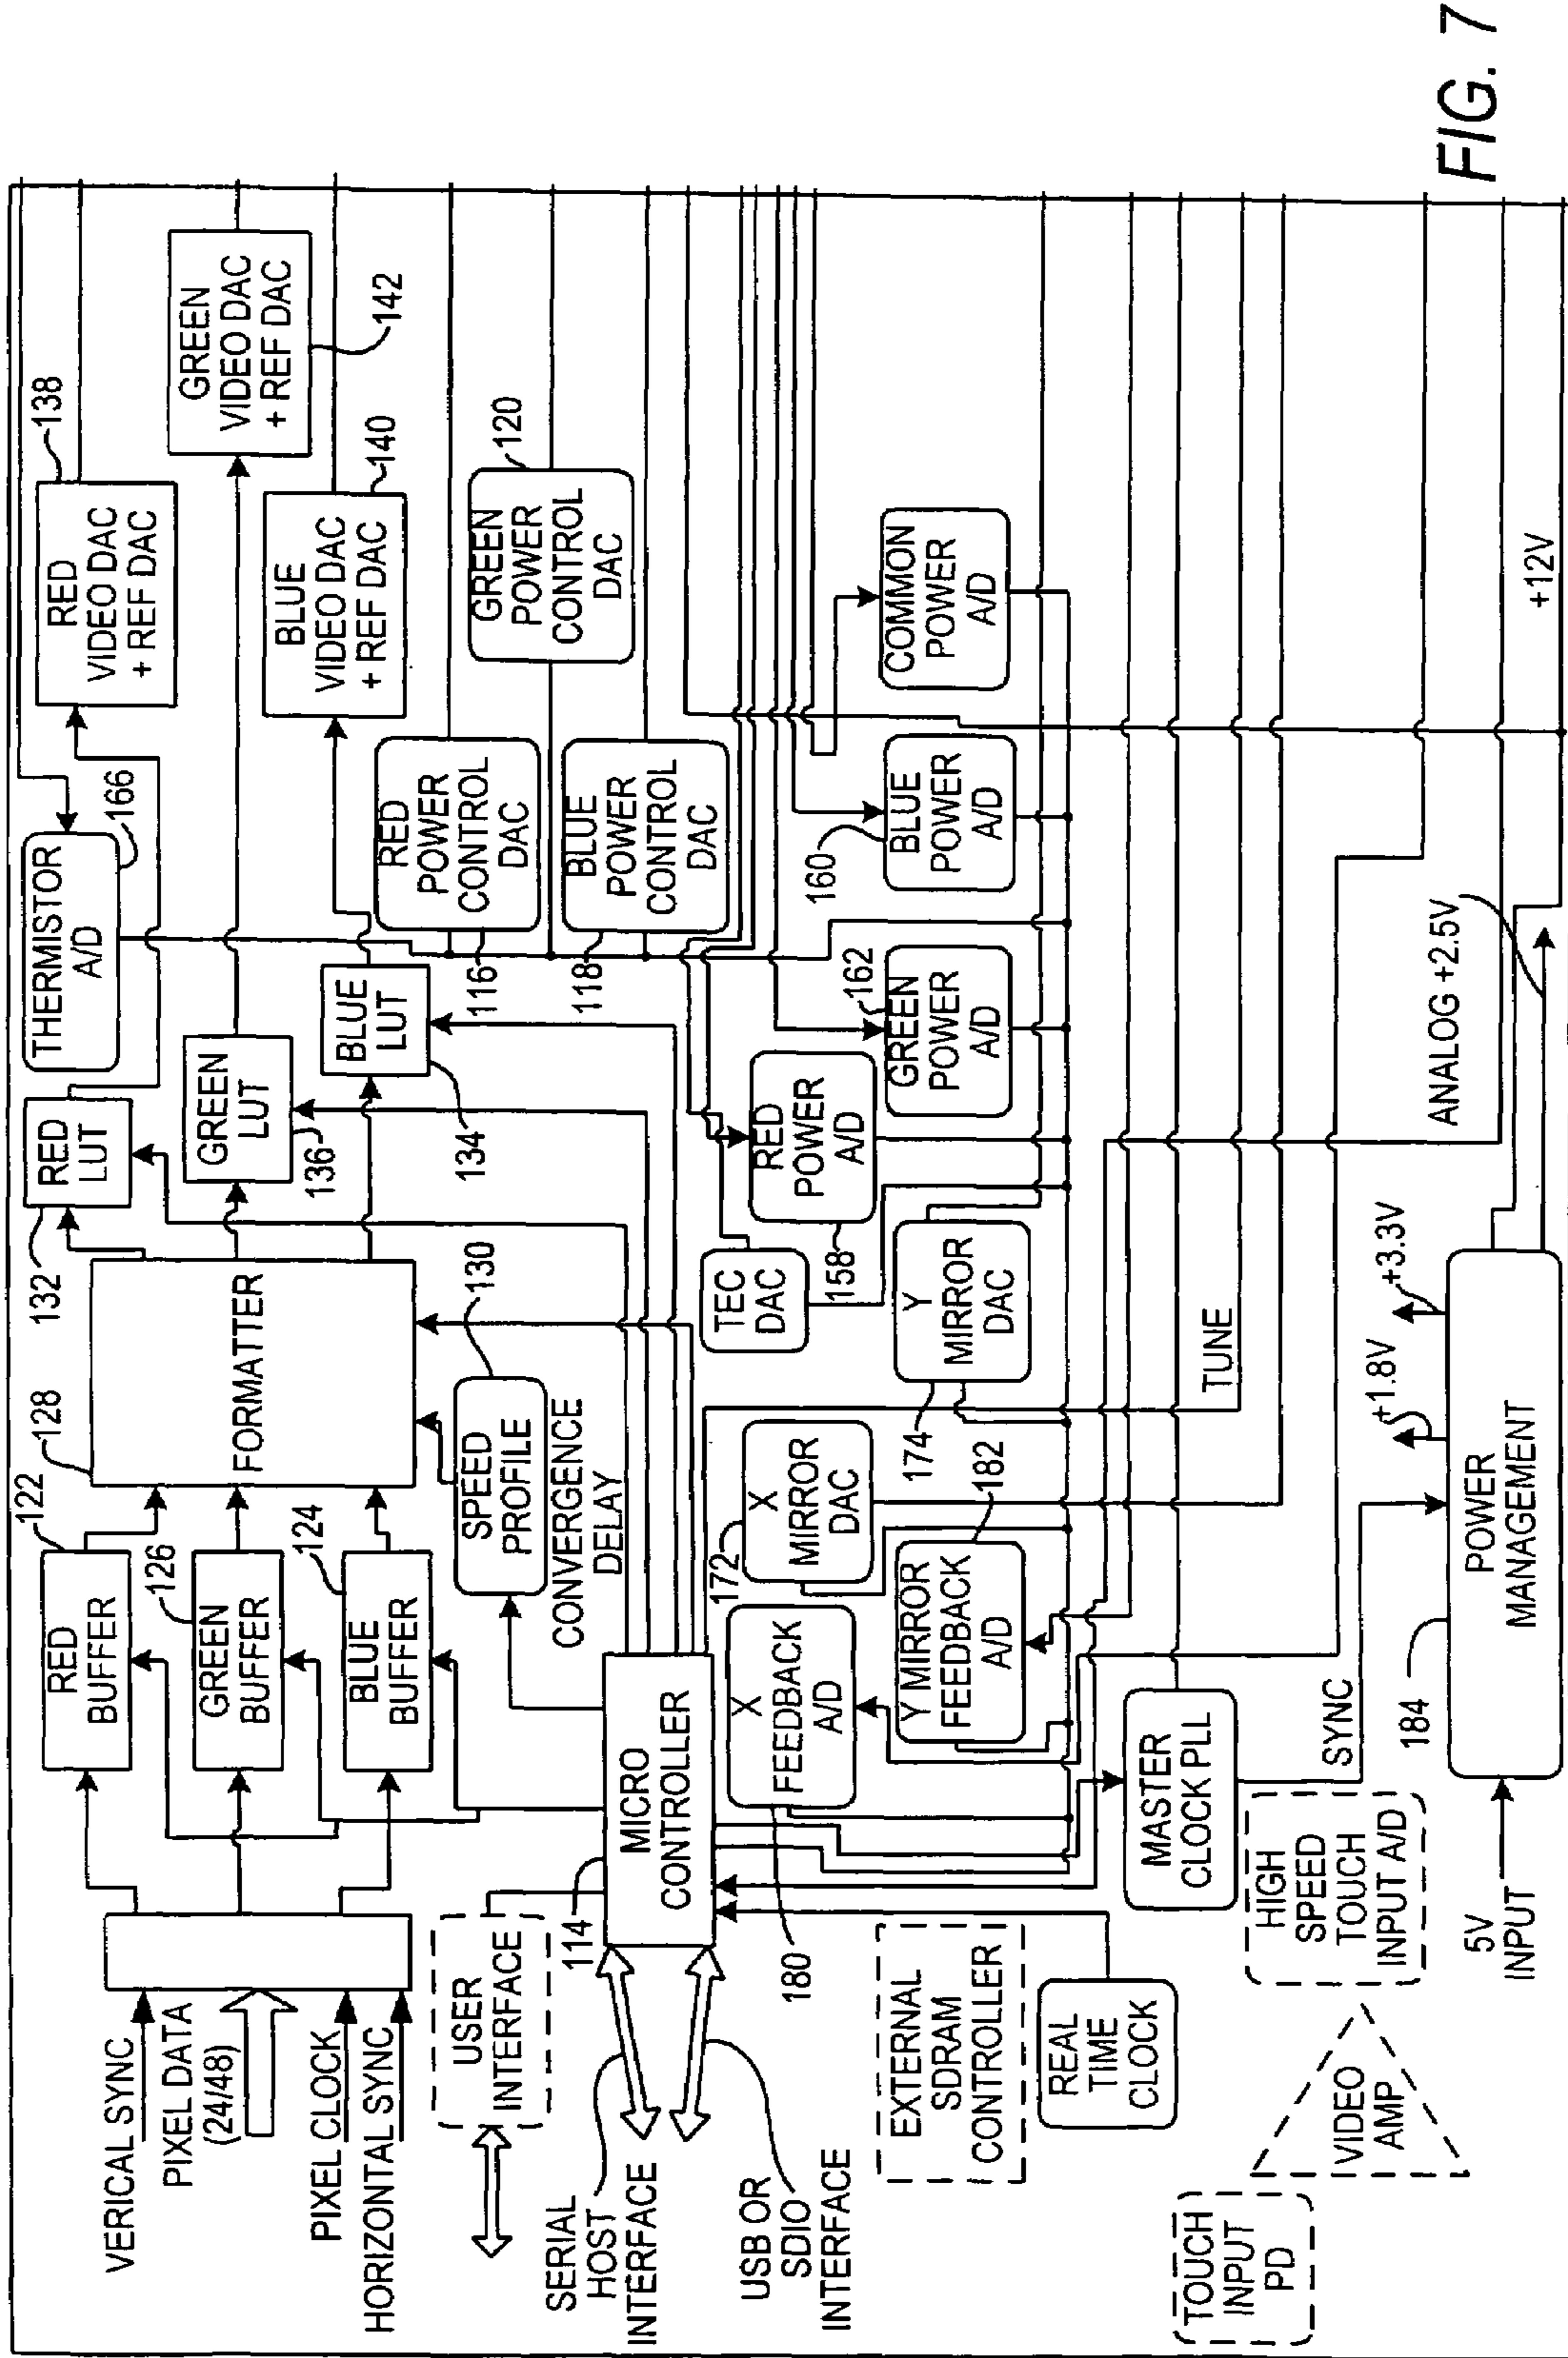 VERICAL SYNC
PIXEL DATA
(24/48)
PIXEL CLOCK
HORIZONTAL SYNC
RED
BUFFER
122
GREEN
BUFFER
126
BLUE
BUFFER
124
FORMATTER
128
RED
LUT
132
GREEN
LUT
136
BLUE
LUT
134
THERMISTOR
A/D
166
RED
VIDEO DAC
+ REF DAC
138
GREEN
VIDEO DAC
+ REF DAC
142
BLUE
VIDEO DAC
+ REF DAC
140
USER
INTERFACE
SPEED
PROFILE
130
CONVERGENCE
DELAY
RED
POWER
CONTROL
DAC
116
GREEN
POWER
CONTROL
DAC
120
BLUE
POWER
CONTROL
DAC
118
SERIAL
HOST
INTERFACE
USB OR
SDIO
INTERFACE
114
MICRO
CONTROLLER
TEC
DAC
RED
POWER
A/D
158
GREEN
POWER
A/D
162
BLUE
POWER
A/D
160
COMMON
POWER
A/D
X
FEEDBACK
A/D
180
X
MIRROR
DAC
172
Y MIRROR
FEEDBACK
A/D
182
Y
MIRROR
DAC
174
EXTERNAL
SDRAM
CONTROLLER
REAL
TIME
CLOCK
MASTER
CLOCK PLL
TUNE
SYNC
TOUCH
INPUT
PD
VIDEO
AMP
HIGH
SPEED
TOUCH
INPUT A/D
5V
INPUT
184
POWER
MANAGEMENT
+1.8V
+3.3V
ANALOG +2.5V
+12V
FIG. 7